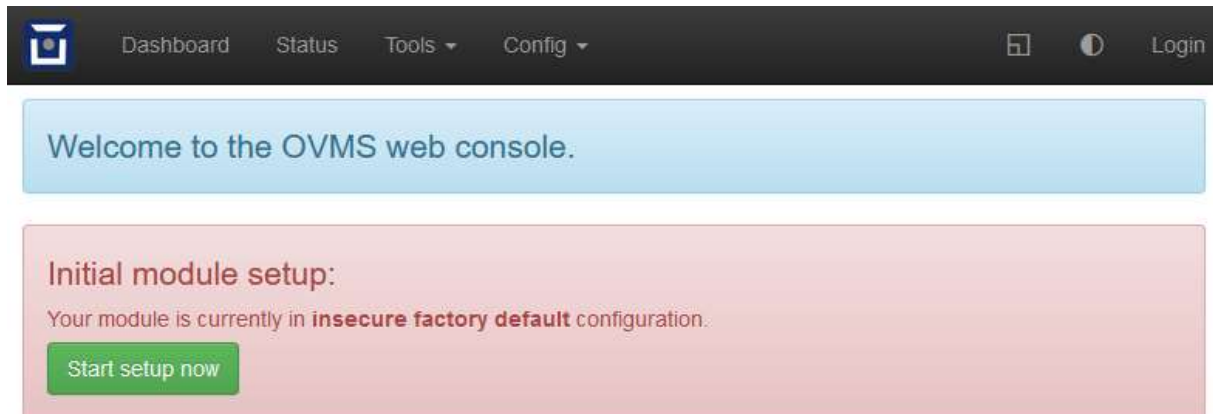 Dashboard Status Tools Config Login
Welcome to the OVMS web console.
Initial module setup:
Your module is currently in insecure factory default configuration.
Start setup now